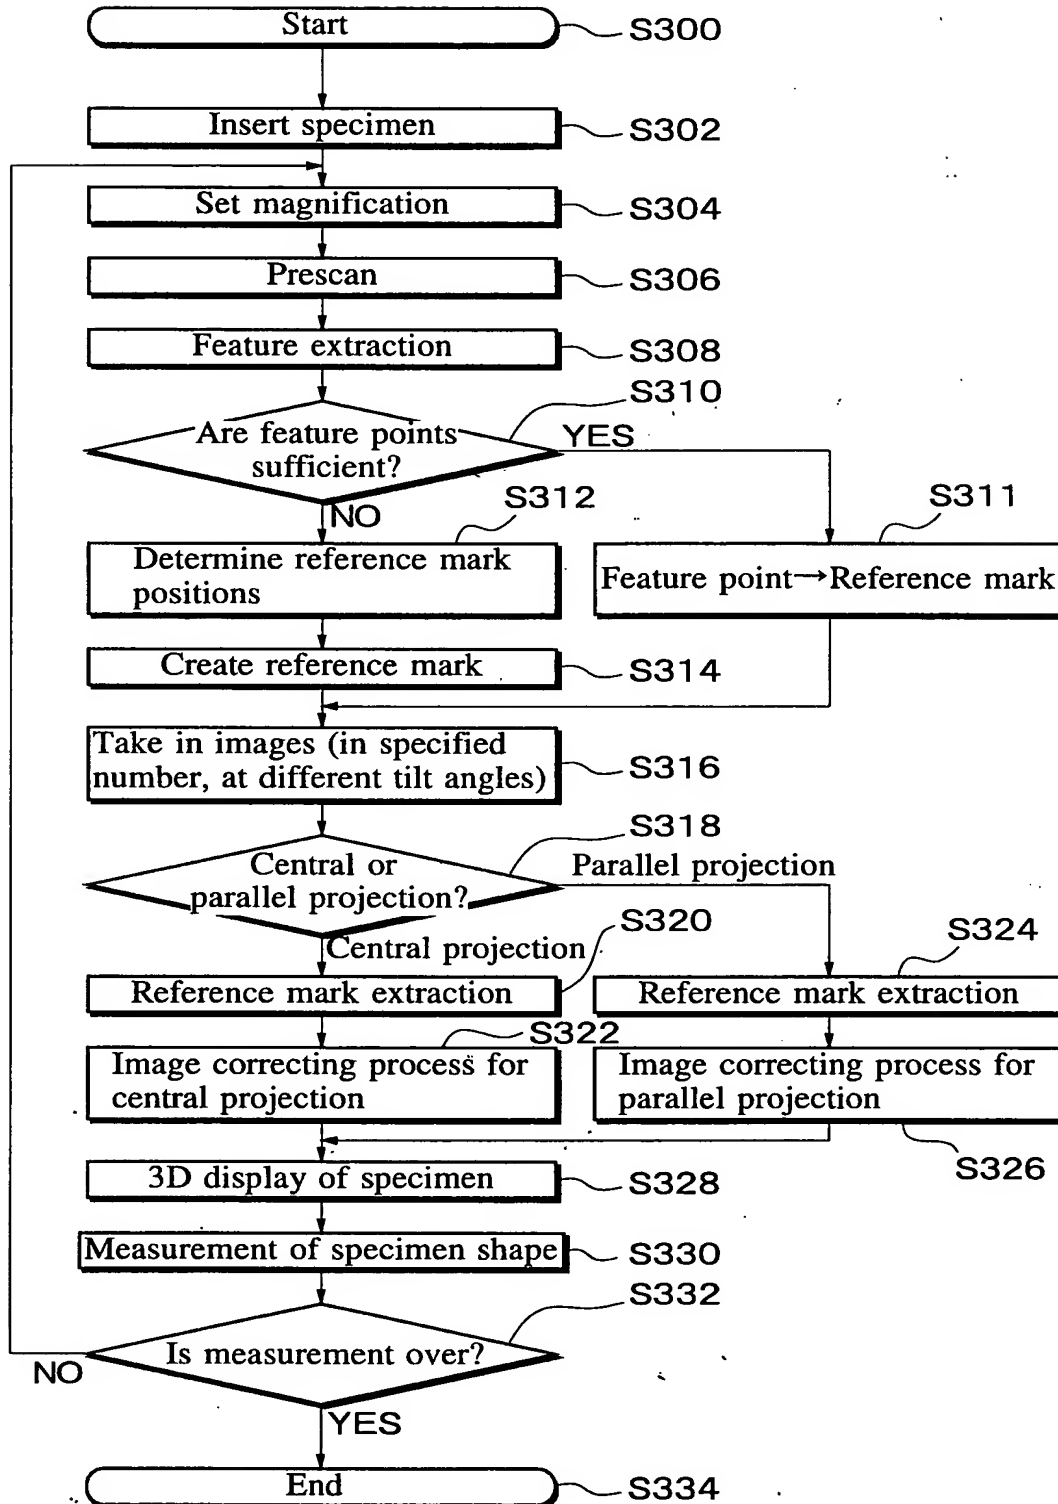 Start
S300
Insert specimen
S302
Set magnification
S304
Prescan
S306
Feature extraction
S308
S310
Are feature points
sufficient?
YES
NO
S312
S311
Determine reference mark
positions
Feature point→Reference mark
Create reference mark
S314
Take in images (in specified
number, at different tilt angles)
S316
S318
Central or
parallel projection?
Parallel projection
Central projection
S320
S324
Reference mark extraction
Reference mark extraction
S322
Image correcting process for
central projection
Image correcting process for
parallel projection
S326
3D display of specimen
S328
Measurement of specimen shape
S330
S332
Is measurement over?
NO
YES
End
S334